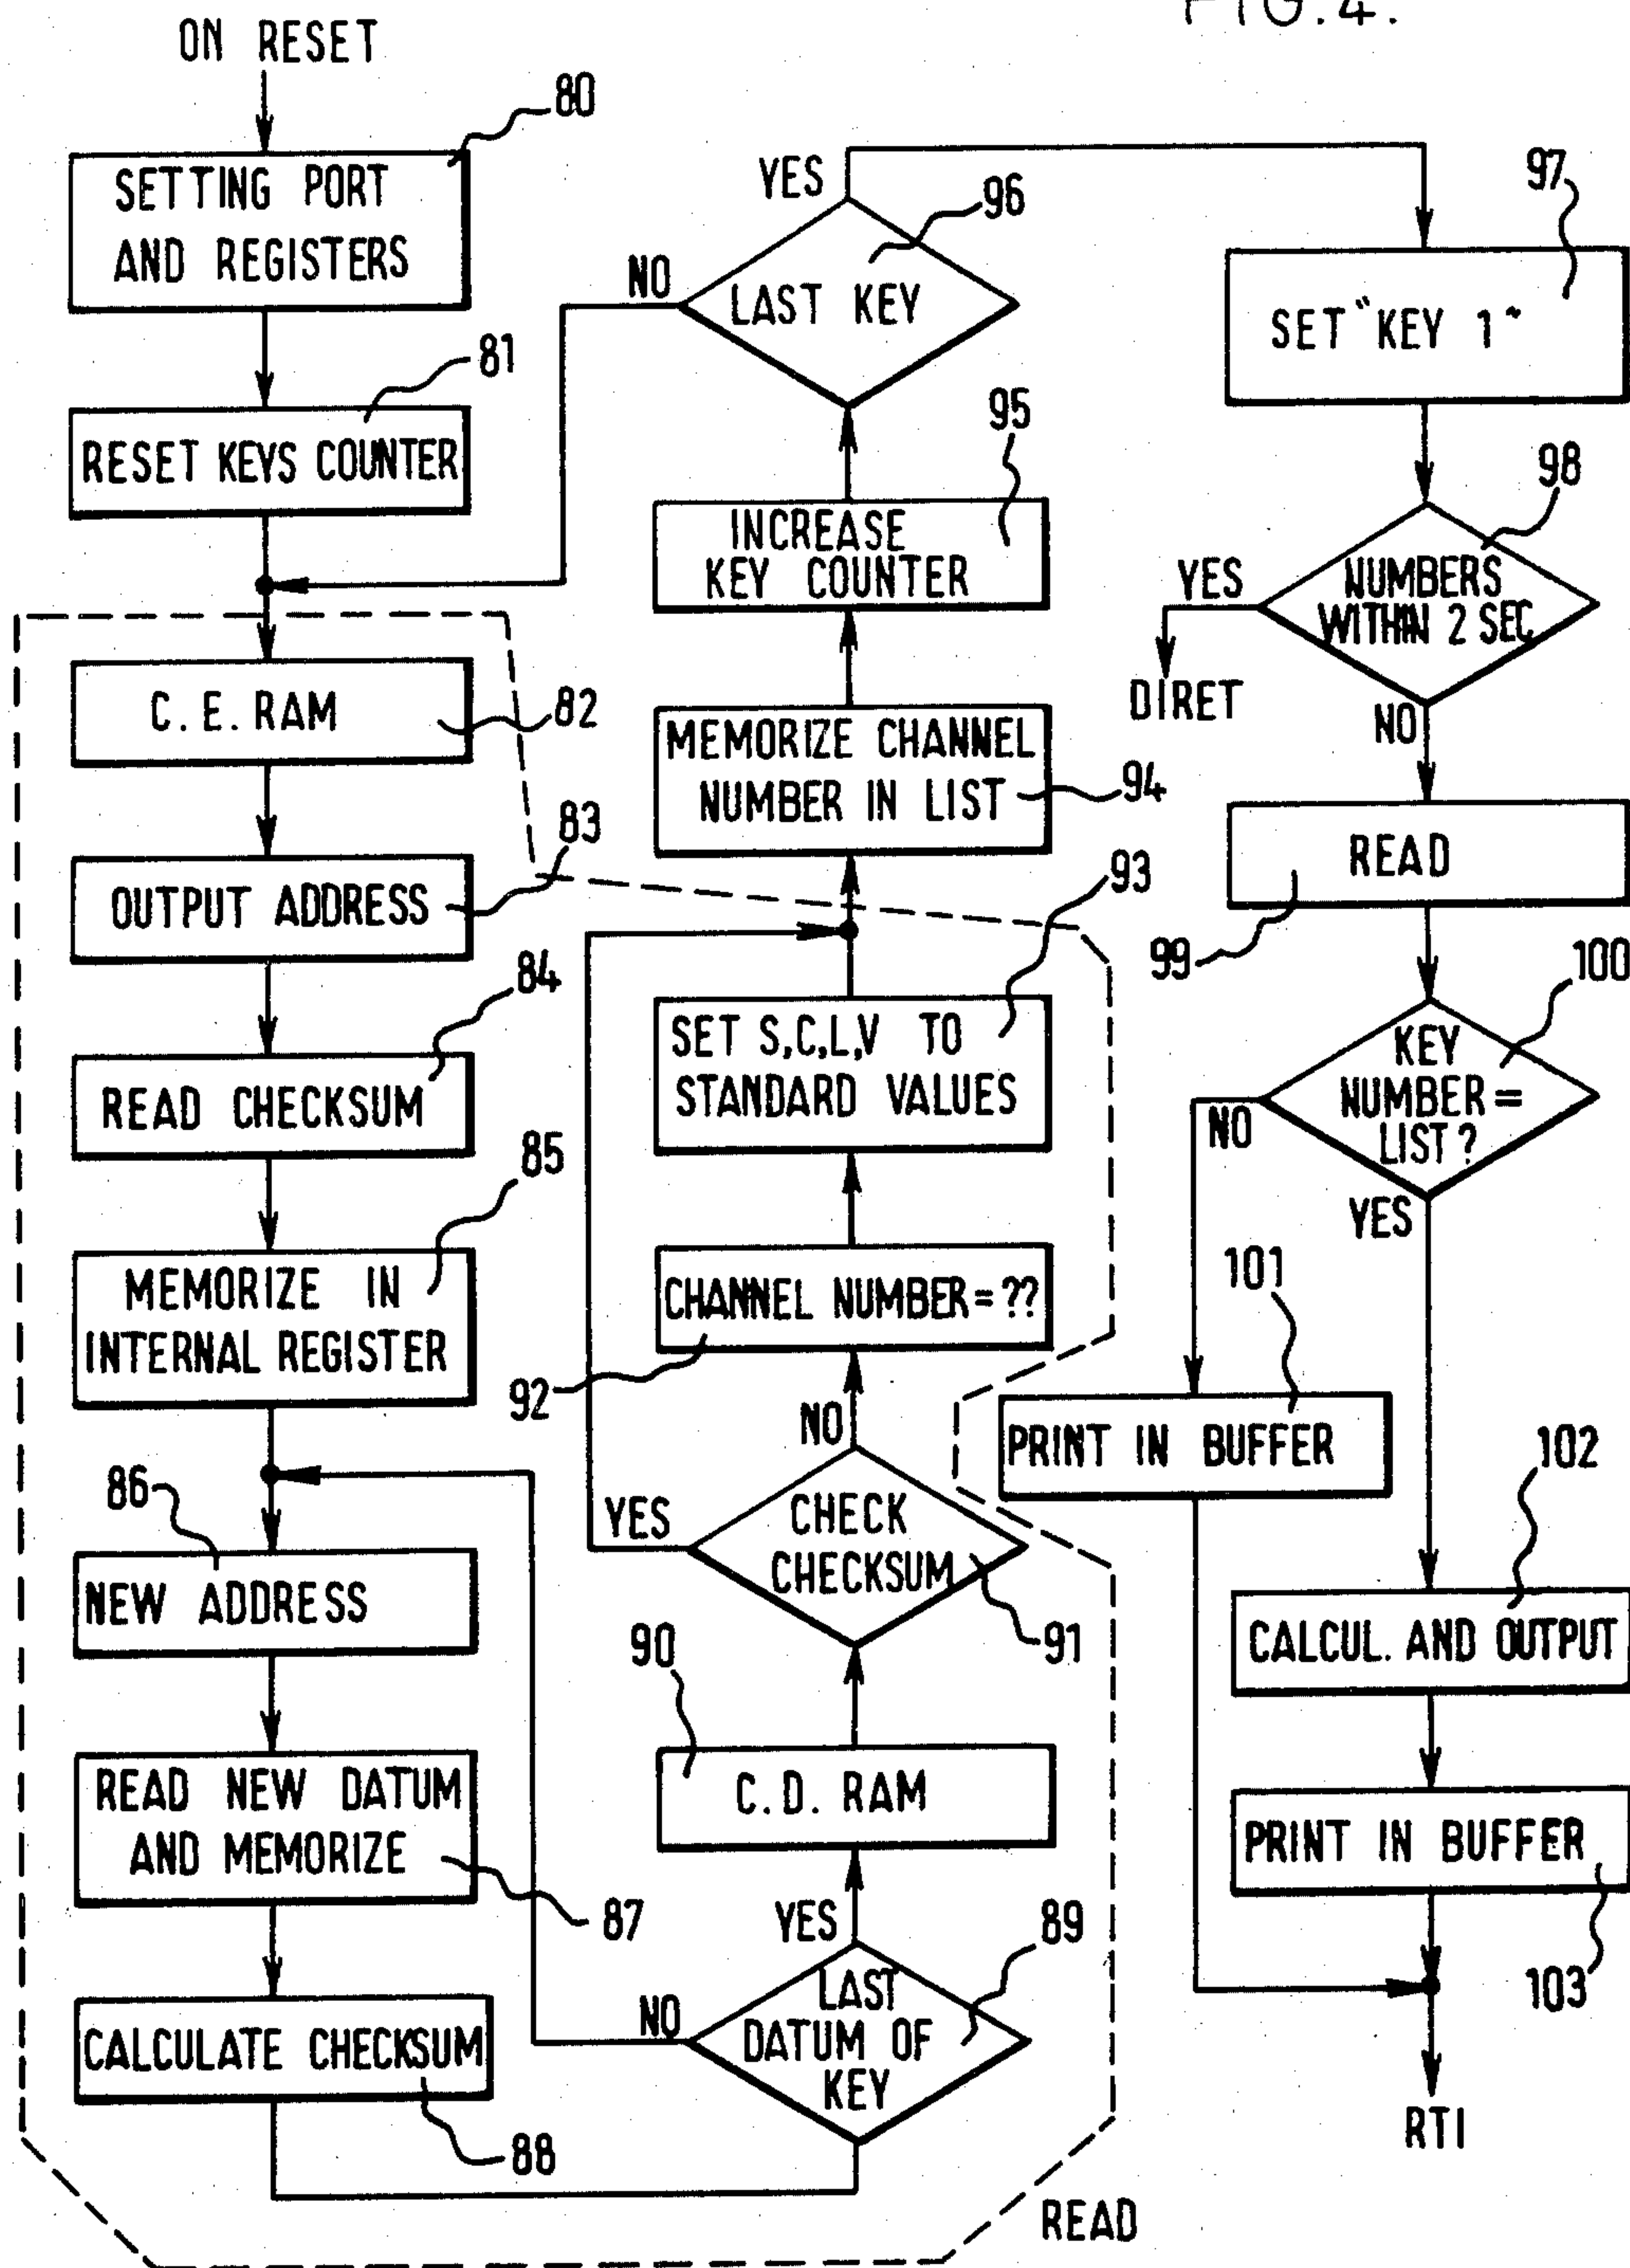 FIG. 4.
ON RESET
80
SETTING PORT
AND REGISTERS
81
RESET KEYS COUNTER
C. E. RAM
82
OUTPUT ADDRESS
83
READ CHECKSUM
84
MEMORIZE IN
INTERNAL REGISTER
85
86
NEW ADDRESS
READ NEW DATUM
AND MEMORIZE
87
CALCULATE CHECKSUM
88
YES
96
NO
LAST KEY
95
INCREASE
KEY COUNTER
MEMORIZE CHANNEL
NUMBER IN LIST
94
93
SET S,C,L,V TO
STANDARD VALUES
CHANNEL NUMBER = ??
92
NO
YES
CHECK
CHECKSUM
91
90
C. D. RAM
YES
89
NO
LAST
DATUM OF
KEY
READ
97
SET "KEY 1"
98
YES
NUMBERS
WITHIN 2 SEC
DIRET
NO
READ
99
100
KEY
NUMBER =
LIST ?
NO
YES
101
PRINT IN BUFFER
102
CALCUL. AND OUTPUT
PRINT IN BUFFER
103
RTI